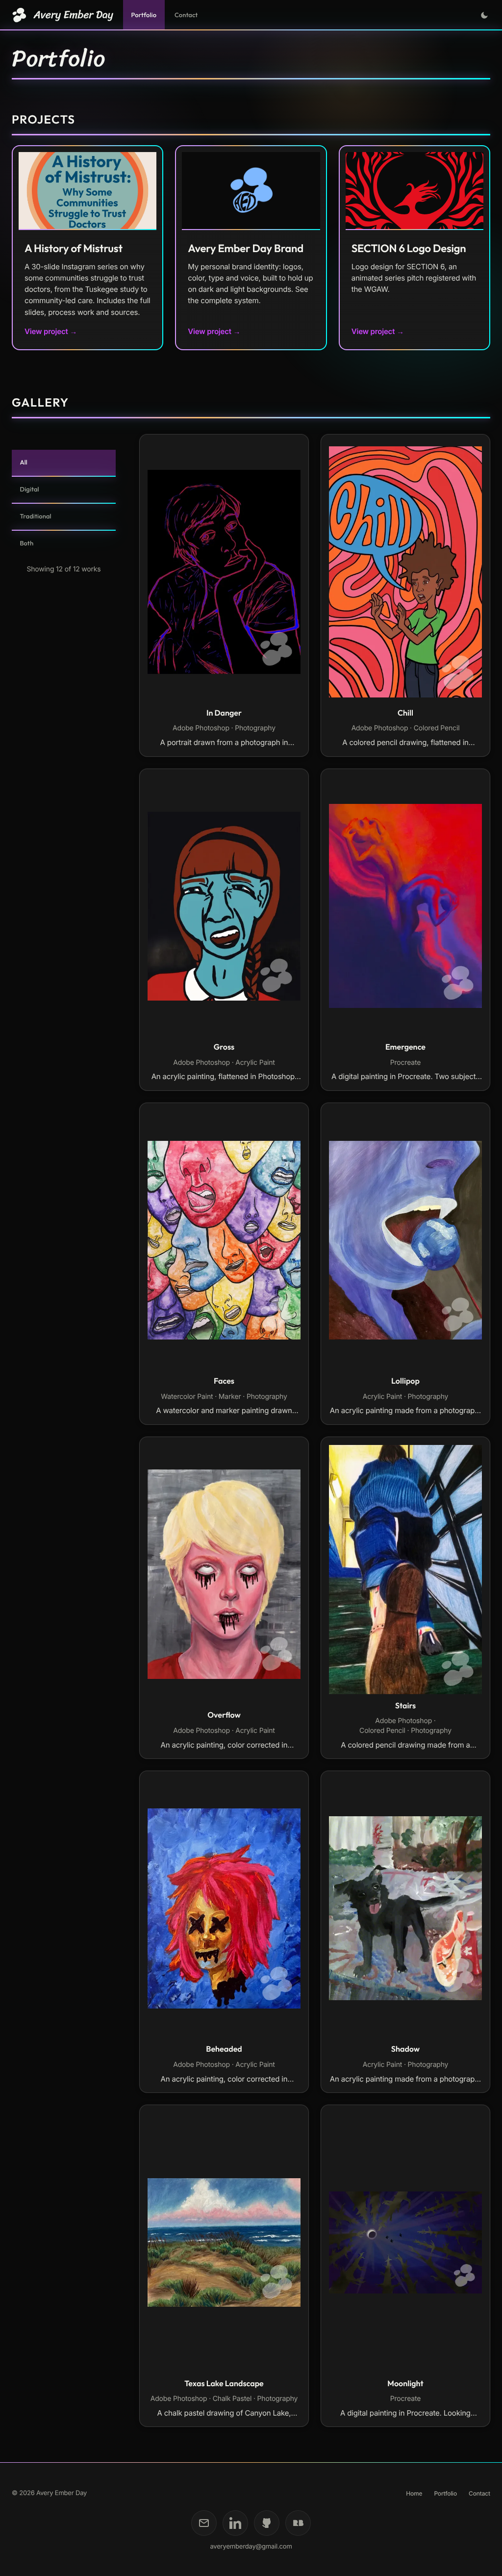 Avery Ember Day
Portfolio
Contact
Portfolio
PROJECTS
A History
of Mistrust:
Why Some
Communities
Struggle to Trust
Doctors
A History of Mistrust
A 30-slide Instagram series on why
some communities struggle to trust
doctors, from the Tuskegee study to
community-led care. Includes the full
slides, process work and sources.
View project →
Avery Ember Day Brand
My personal brand identity: logos,
color, type and voice, built to hold up
on dark and light backgrounds. See
the complete system.
View project →
SECTION 6 Logo Design
Logo design for SECTION 6, an
animated series pitch registered with
the WGAW.
View project →
GALLERY
All
Digital
Traditional
Both
Showing 12 of 12 works
In Danger
Adobe Photoshop · Photography
A portrait drawn from a photograph in...
Chill
Chill
Adobe Photoshop · Colored Pencil
A colored pencil drawing, flattened in...
Gross
Adobe Photoshop · Acrylic Paint
An acrylic painting, flattened in Photoshop...
Emergence
Procreate
A digital painting in Procreate. Two subject...
Faces
Watercolor Paint · Marker · Photography
A watercolor and marker painting drawn...
Lollipop
Acrylic Paint · Photography
An acrylic painting made from a photograp...
Overflow
Adobe Photoshop · Acrylic Paint
An acrylic painting, color corrected in...
Stairs
Adobe Photoshop ·
Colored Pencil · Photography
A colored pencil drawing made from a...
Beheaded
Adobe Photoshop · Acrylic Paint
An acrylic painting, color corrected in...
Shadow
Acrylic Paint · Photography
An acrylic painting made from a photograp...
Texas Lake Landscape
Adobe Photoshop · Chalk Pastel · Photography
A chalk pastel drawing of Canyon Lake,...
Moonlight
Procreate
A digital painting in Procreate. Looking...
© 2026 Avery Ember Day
Home
Portfolio
Contact
averyemberday@gmail.com